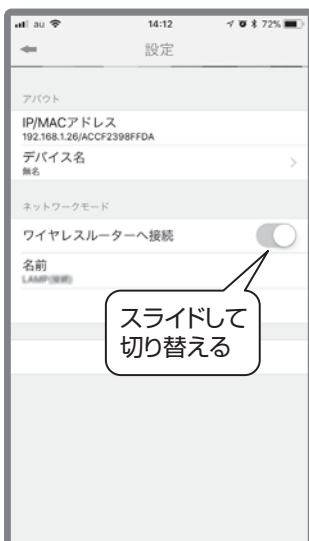 au 14:12 72%
設定
アバウト
IP/MACアドレス
192.168.1.26/ACCF2398FFDA
デバイス名
無名
ネットワークモード
ワイヤレスルーターへ接続
名前
スライドして
切り替える